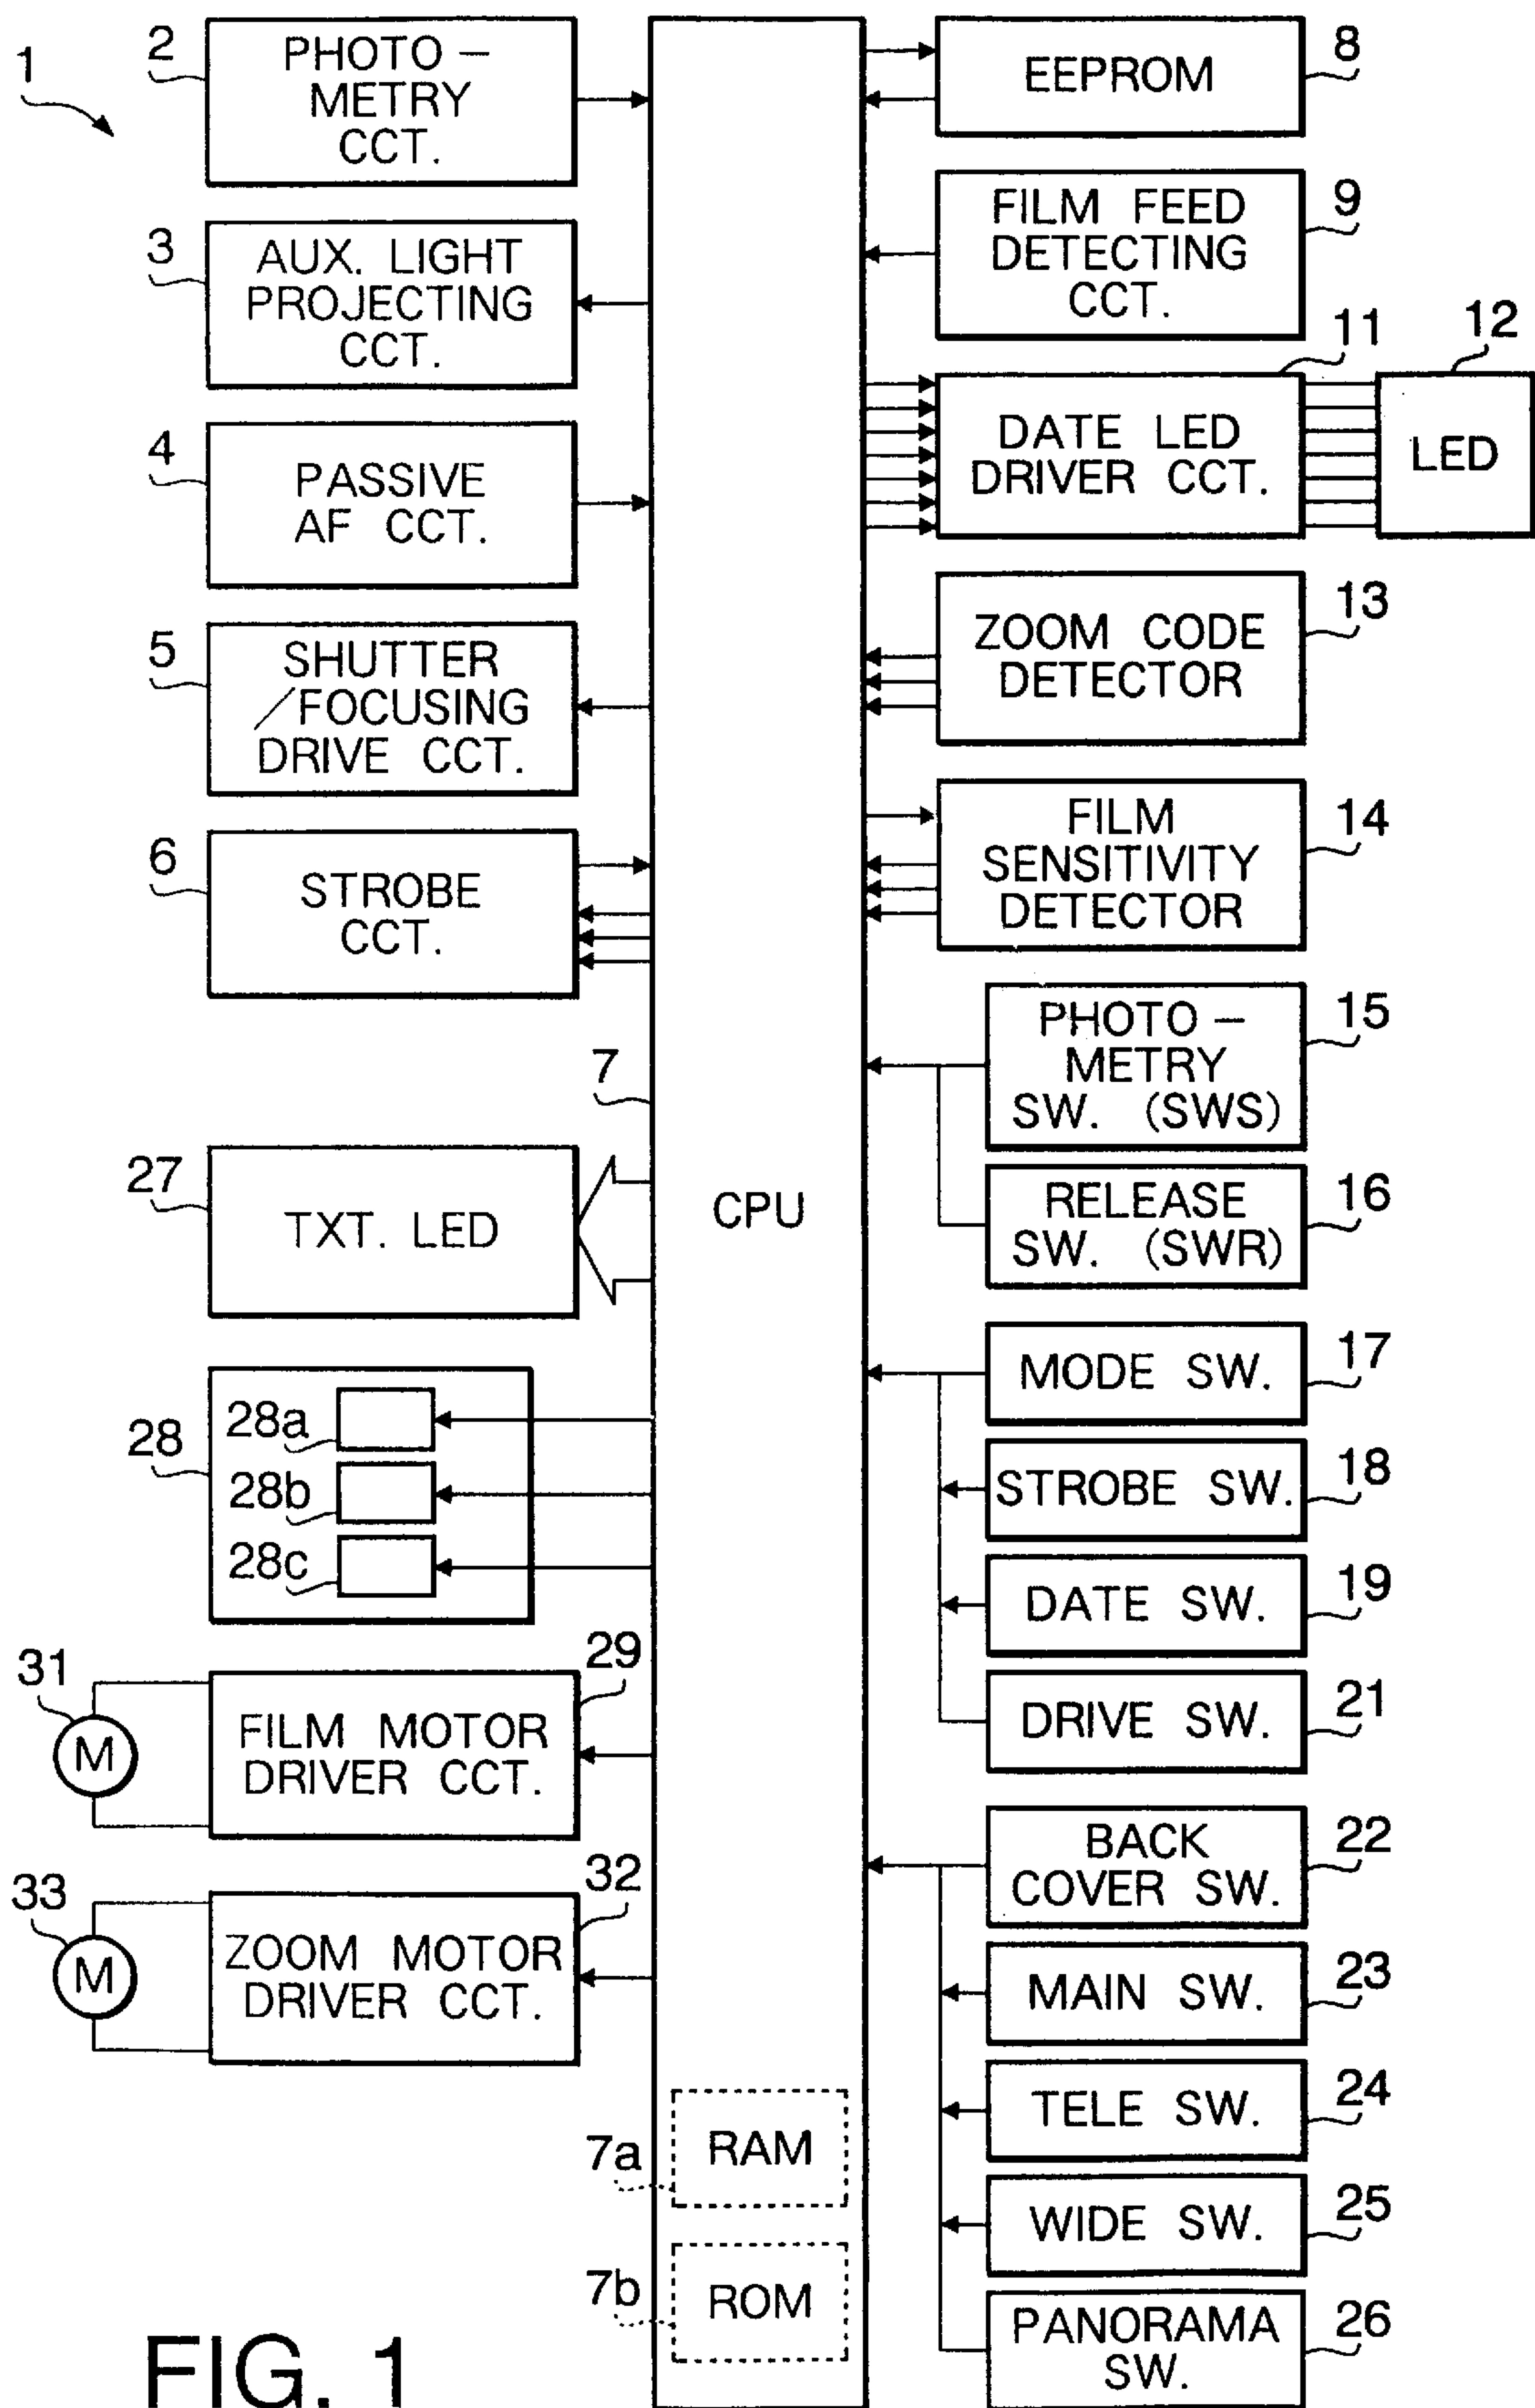 1
2
PHOTO-
METRY
CCT.
3
AUX. LIGHT
PROJECTING
CCT.
4
PASSIVE
AF CCT.
5
SHUTTER
/FOCUSING
DRIVE CCT.
6
STROBE
CCT.
7
27
TXT. LED
28
28a
28b
28c
31
M
29
FILM MOTOR
DRIVER CCT.
33
M
32
ZOOM MOTOR
DRIVER CCT.
CPU
7a
RAM
7b
ROM
8
EEPROM
9
FILM FEED
DETECTING
CCT.
11
DATE LED
DRIVER CCT.
12
LED
13
ZOOM CODE
DETECTOR
14
FILM
SENSITIVITY
DETECTOR
15
PHOTO-
METRY
SW. (SWS)
16
RELEASE
SW. (SWR)
17
MODE SW.
18
STROBE SW.
19
DATE SW.
21
DRIVE SW.
22
BACK
COVER SW.
23
MAIN SW.
24
TELE SW.
25
WIDE SW.
26
PANORAMA
SW.
FIG. 1